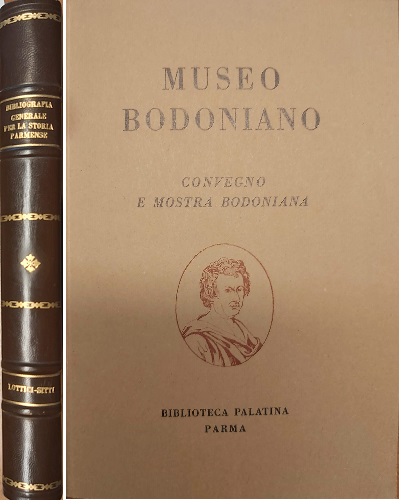 BIBLIOGRAFIA
GENERALE
PER LA STORIA
PARMENSE
LOTTICI-SITTI
MUSEO
BODONIANO
CONVEGNO
E MOSTRA BODONIANA
BIBLIOTECA PALATINA
PARMA